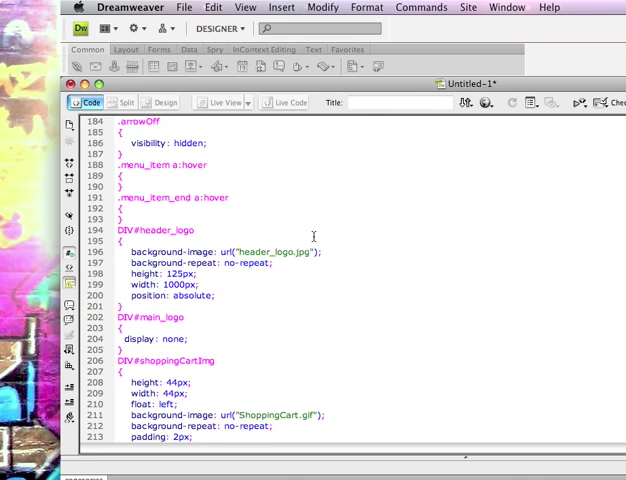 Dreamweaver File Edit View Insert Modify Format Commands Site Window Help
Dw DESIGNER
Common Layout Forms Data Spry InContext Editing Text Favorites
Untitled-1*
Code Split Design Live View Live Code Title:
184 .arrowOff
185 {
186 visibility: hidden;
187 }
188 .menu_item a:hover
189 {
190 }
191 .menu_item_end a:hover
192 {
193 }
194 DIV#header_logo
195 {
196 background-image: url("header_logo.jpg");
197 background-repeat: no-repeat;
198 height: 125px;
199 width: 1000px;
200 position: absolute;
201 }
202 DIV#main_logo
203 {
204 display: none;
205 }
206 DIV#shoppingCartImg
207 {
208 height: 44px;
209 width: 44px;
210 float: left;
211 background-image: url("ShoppingCart.gif");
212 background-repeat: no-repeat;
213 padding: 2px;